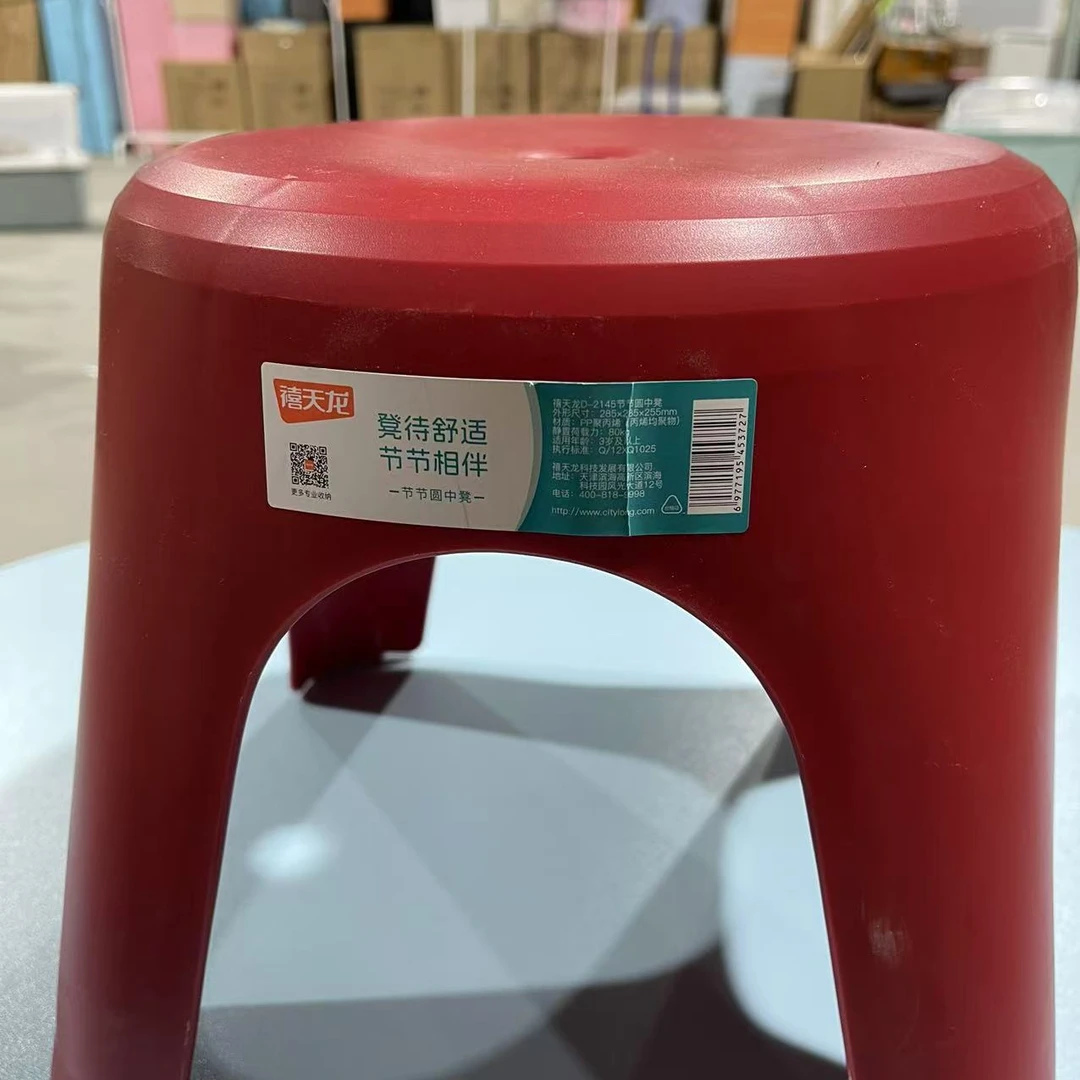 禧天龙
更多专业收纳
凳待舒适
节节相伴
—节节圆中凳—
禧天龙D-2145节节圆中凳
外形尺寸：285x285x255mm
材质：PP聚丙烯（丙烯均聚物）
静置荷载力：80kg
适用年龄：3岁及以上
执行标准：Q/12XQ1025
禧天龙科技发展有限公司
地址：天津滨海高新区滨海
科技园风光大道12号
电话：400-818-9998
http://www.citylong.com
6977195453727